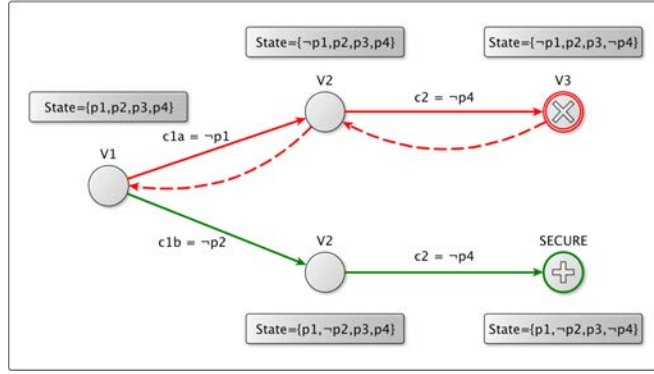 State={¬p1,p2,p3,p4}
State={¬p1,p2,p3,¬p4}
V2
V3
State={p1,p2,p3,p4}
c2 = ¬p4
c1a = ¬p1
V1
c1b = ¬p2
V2
SECURE
c2 = ¬p4
State={p1,¬p2,p3,p4}
State={p1,¬p2,p3,¬p4}